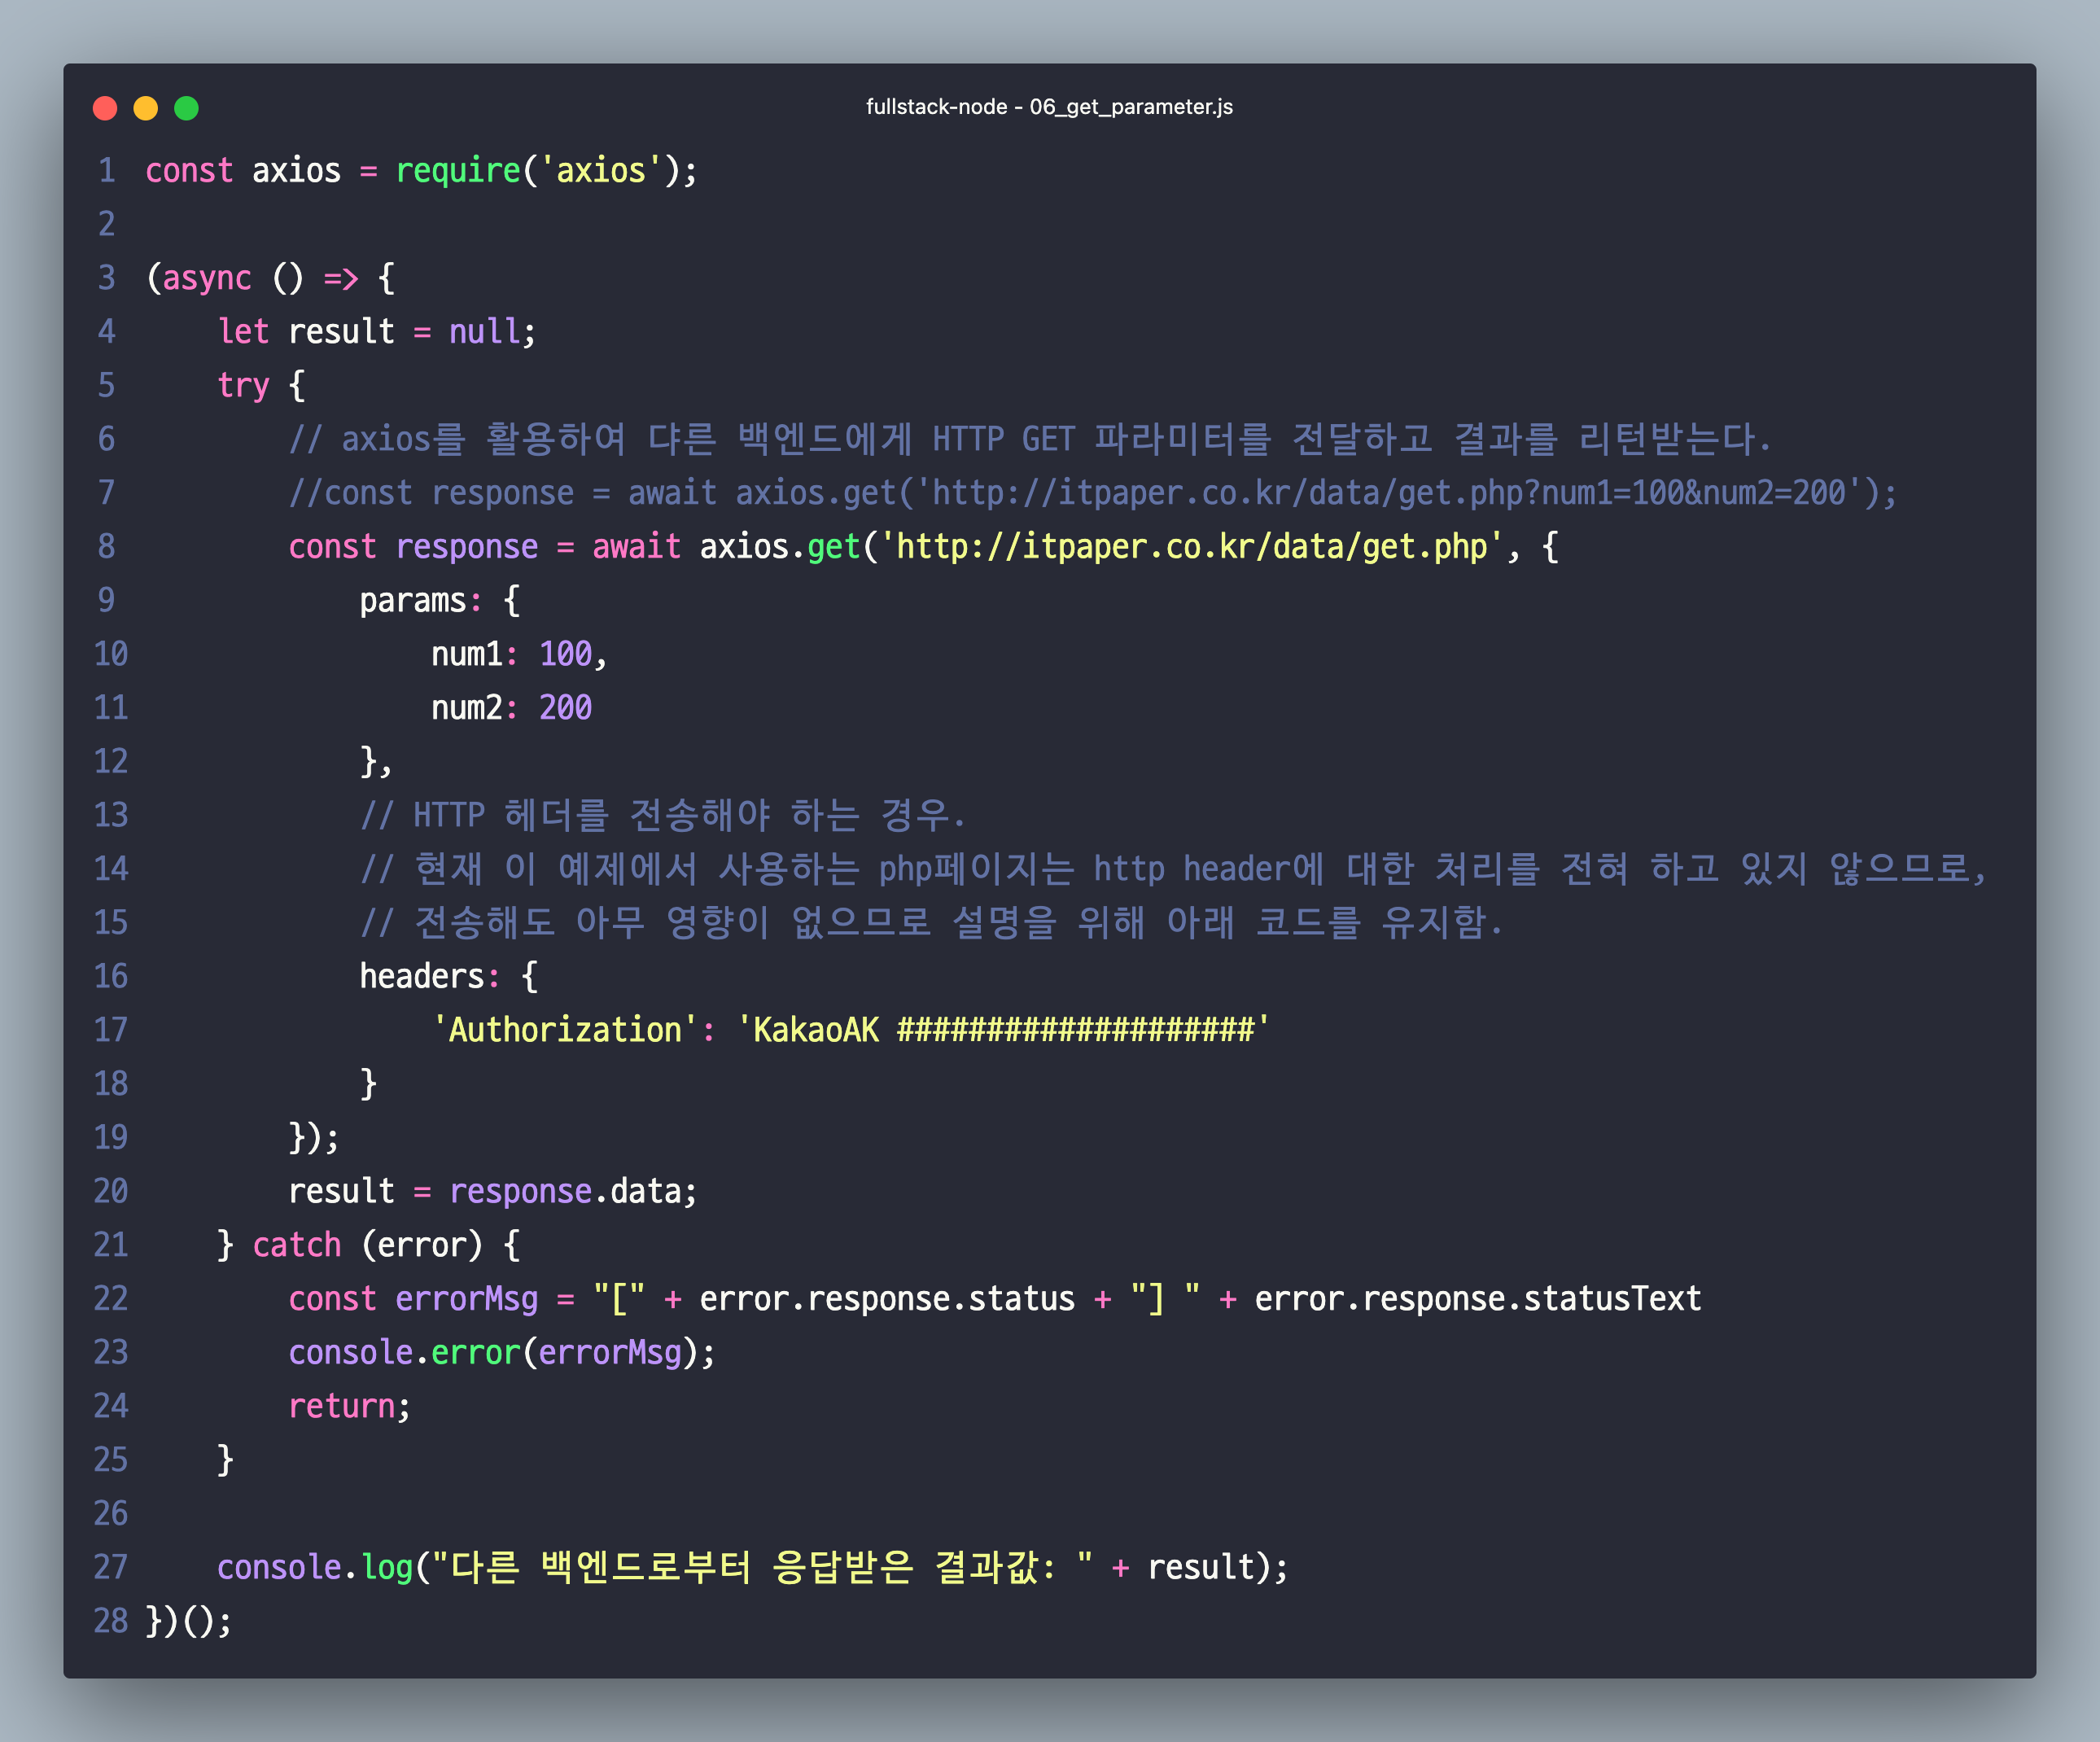 fullstack-node - 06_get_parameter.js
1 const axios = require('axios');
2
3 (async () => {
4     let result = null;
5     try {
6         // axios를 활용하여 댜른 백엔드에게 HTTP GET 파라미터를 전달하고 결과를 리턴받는다.
7         //const response = await axios.get('http://itpaper.co.kr/data/get.php?num1=100&num2=200');
8         const response = await axios.get('http://itpaper.co.kr/data/get.php', {
9             params: {
10                 num1: 100,
11                 num2: 200
12             },
13             // HTTP 헤더를 전송해야 하는 경우.
14             // 현재 이 예제에서 사용하는 php페이지는 http header에 대한 처리를 전혀 하고 있지 않으므로,
15             // 전송해도 아무 영향이 없으므로 설명을 위해 아래 코드를 유지함.
16             headers: {
17                 'Authorization': 'KakaoAK ####################'
18             }
19         });
20         result = response.data;
21     } catch (error) {
22         const errorMsg = "[" + error.response.status + "] " + error.response.statusText
23         console.error(errorMsg);
24         return;
25     }
26
27     console.log("다른 백엔드로부터 응답받은 결과값: " + result);
28 })();